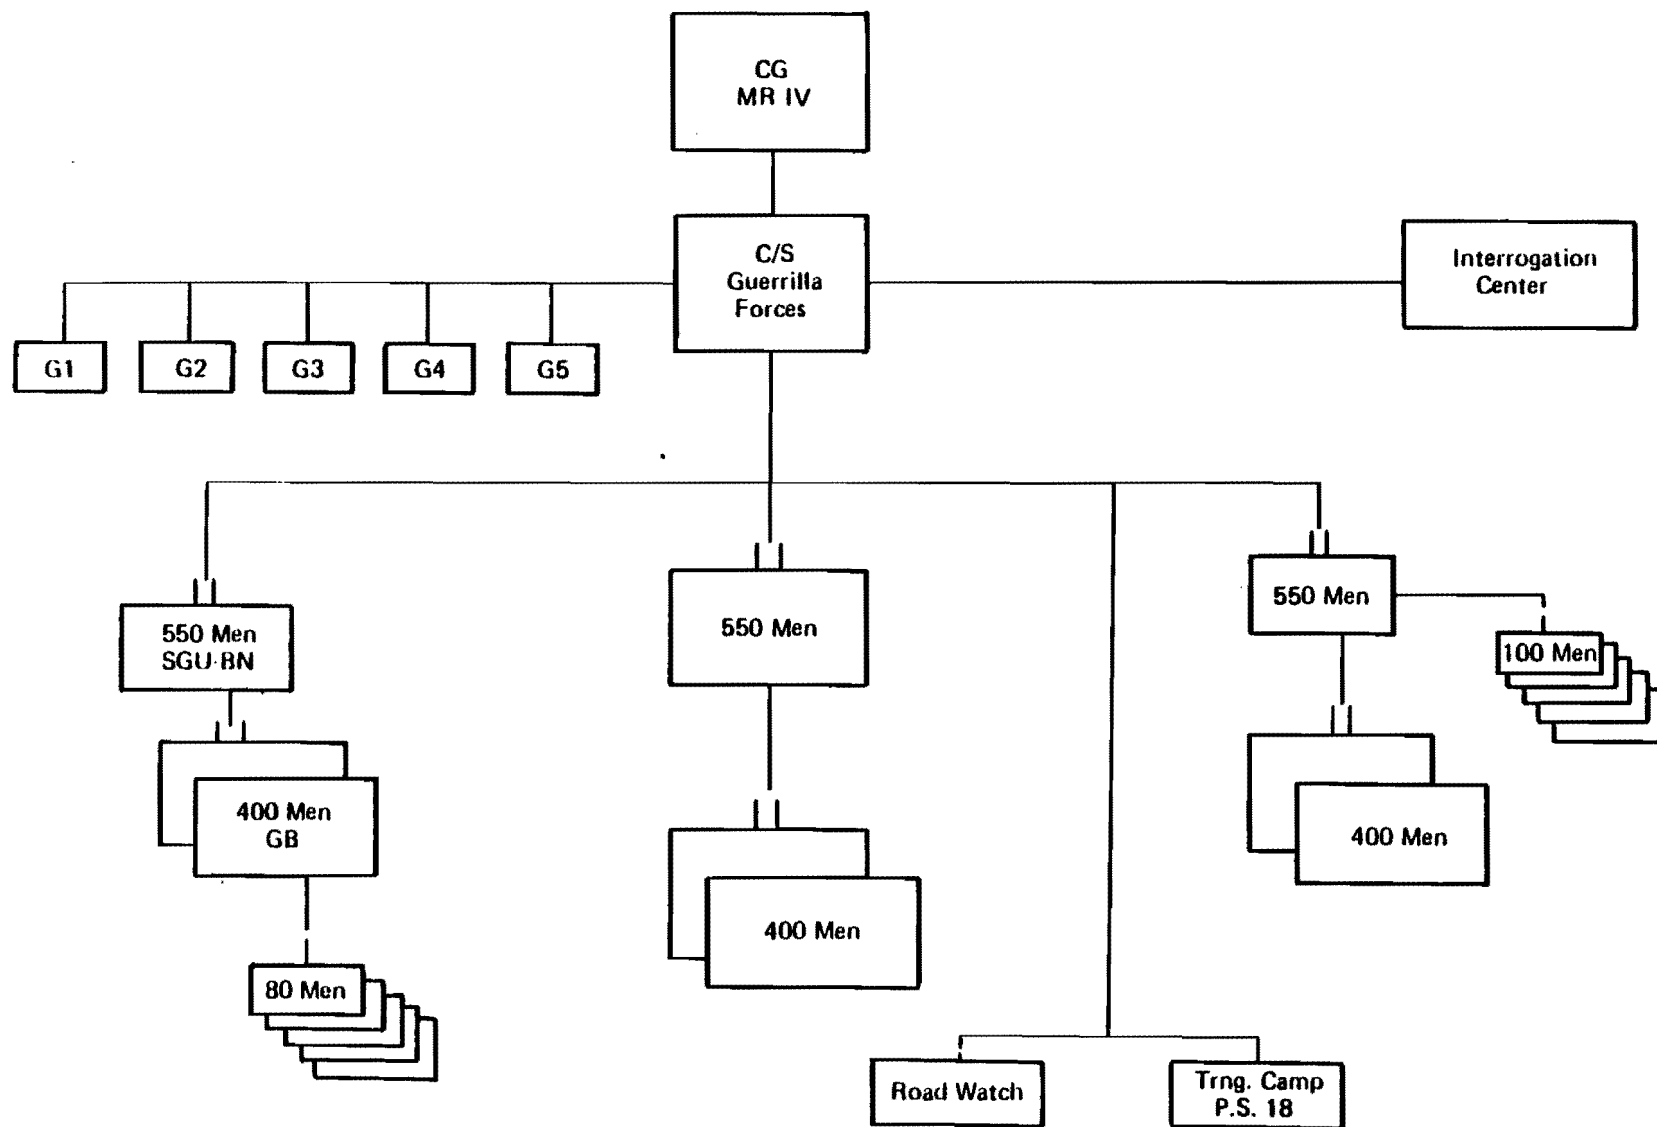 CG
MR IV
C/S
Guerrilla
Forces
Interrogation
Center
G1
G2
G3
G4
G5
550 Men
SGU-BN
550 Men
550 Men
100 Men
400 Men
GB
400 Men
400 Men
80 Men
Road Watch
Trng. Camp
P.S. 18